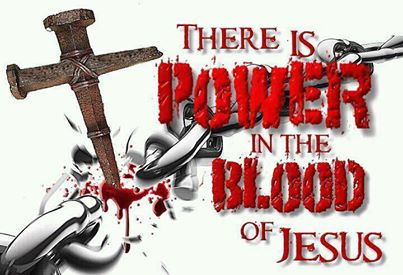 There Is
POWER
IN THE
BLOOD
OF JESUS